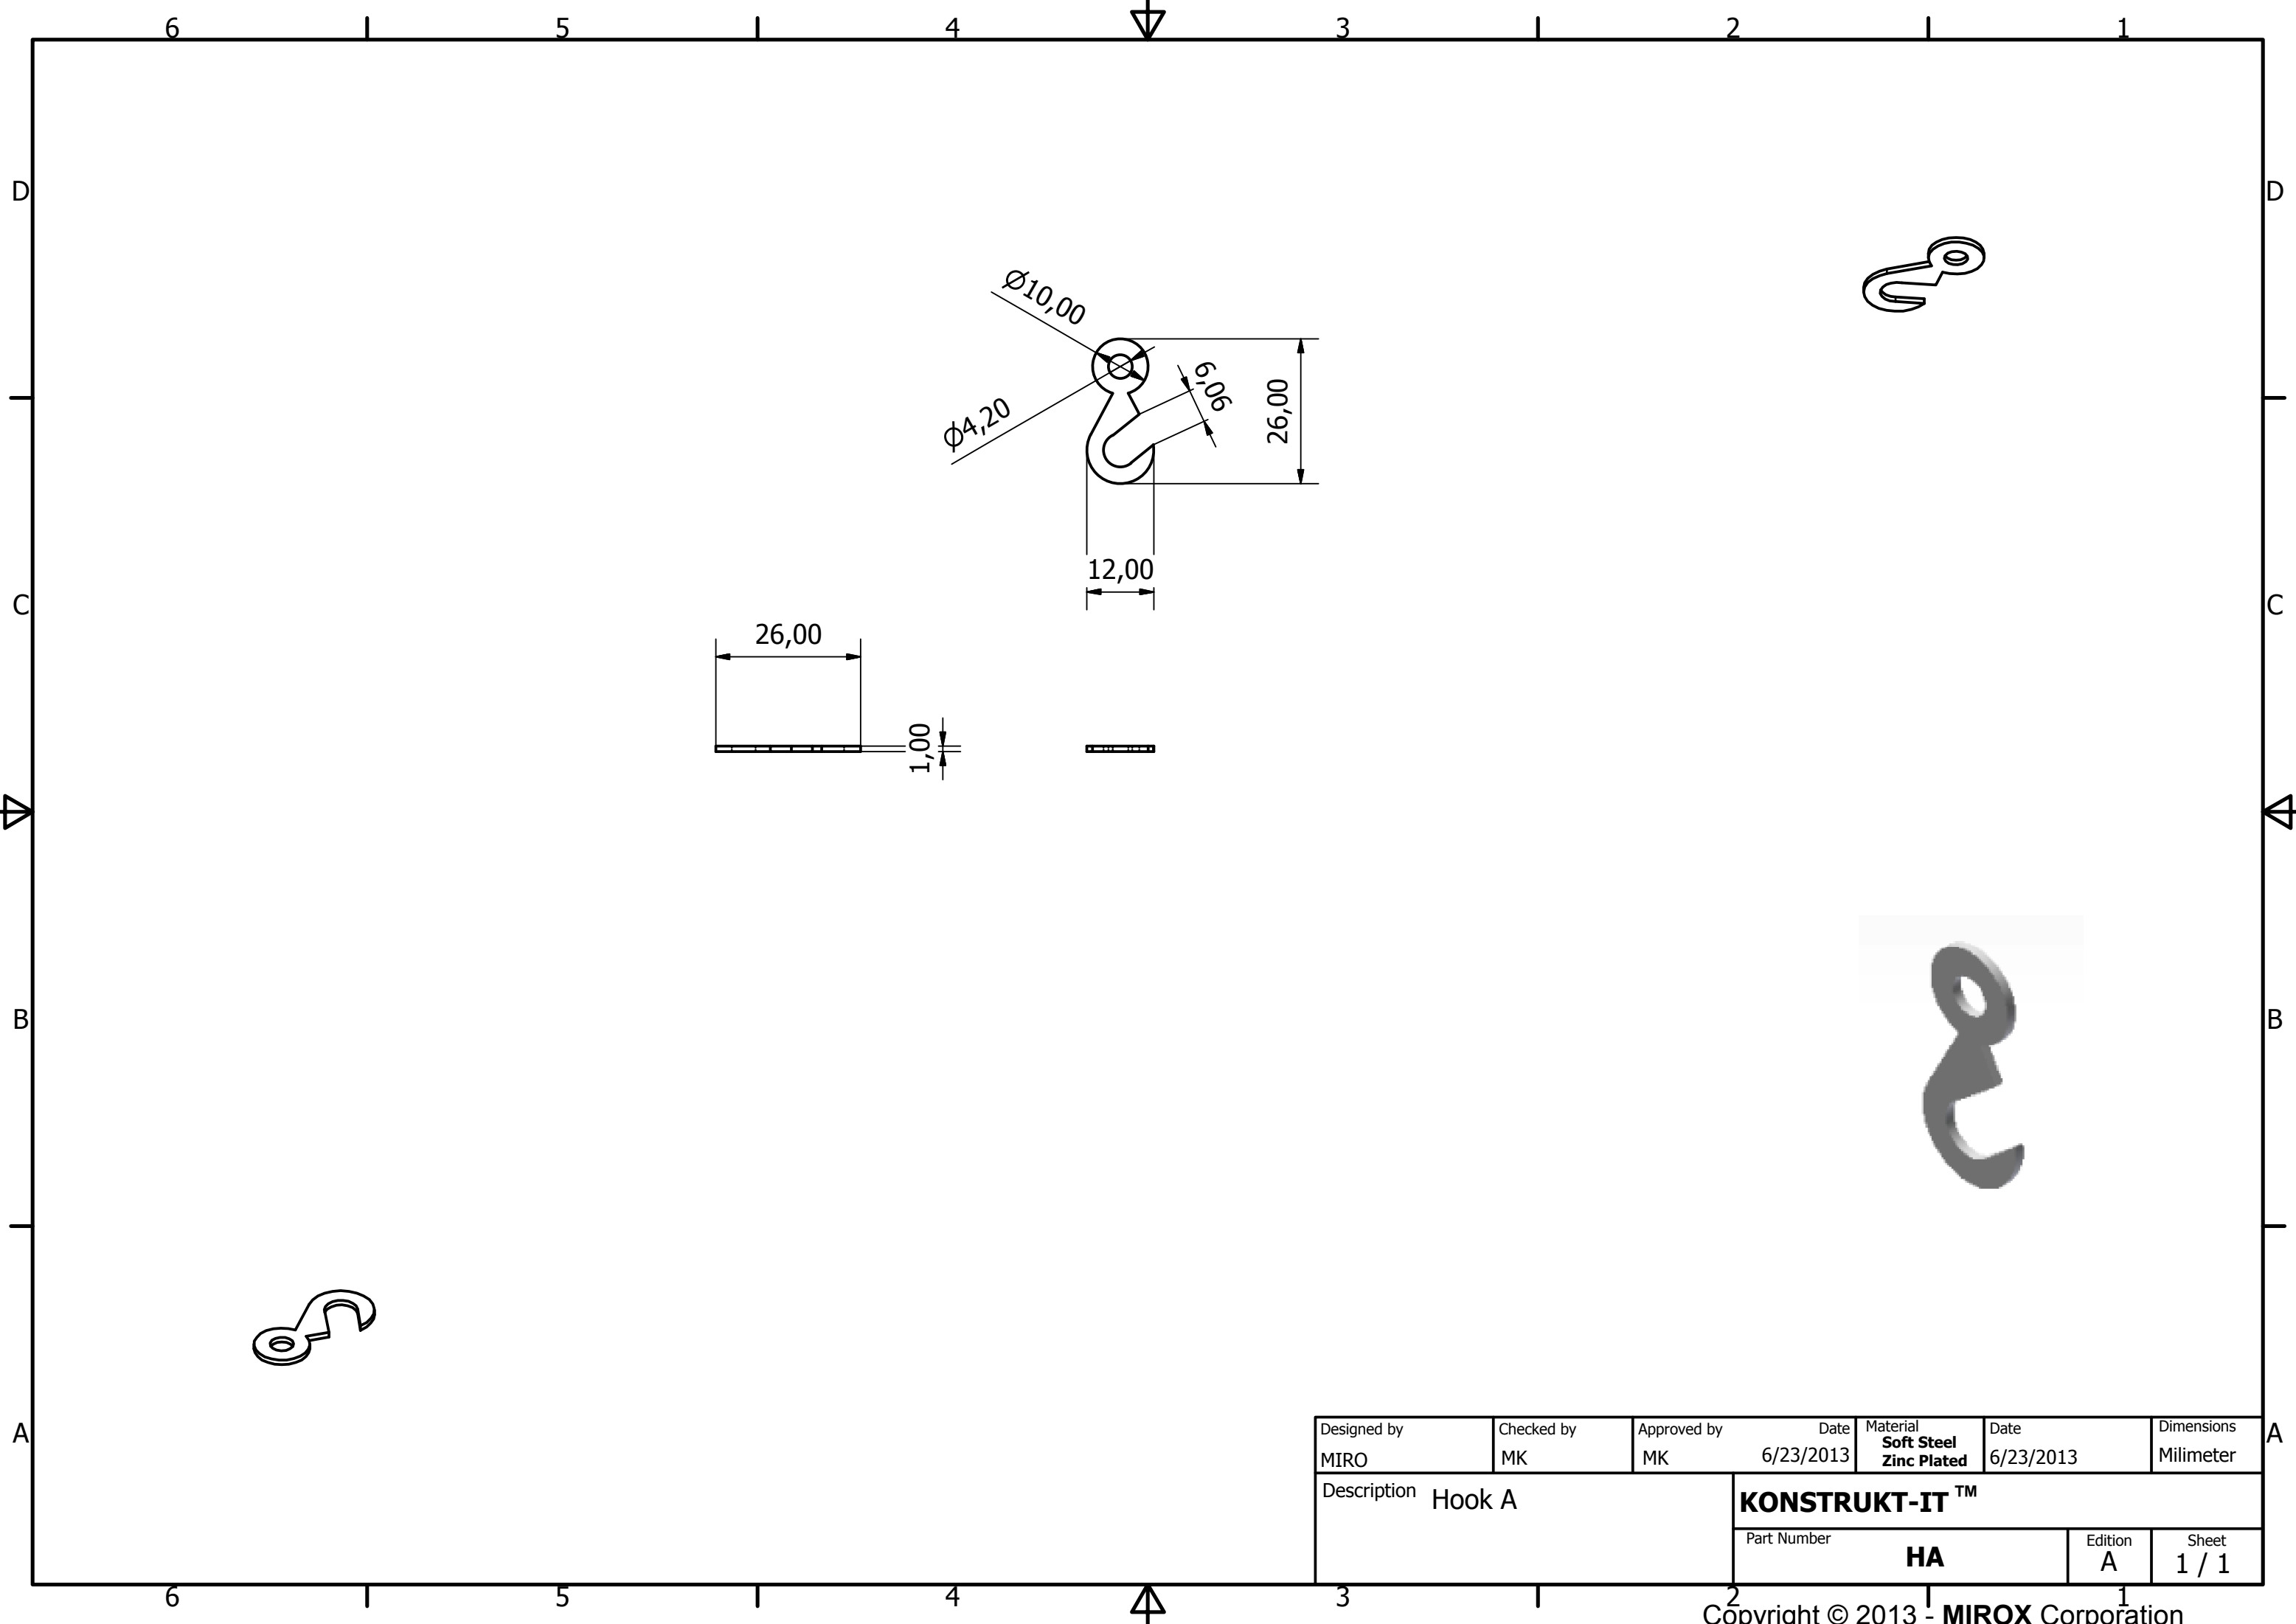 6 5 4 3 2 1
D D
Ø10,00
6,06
26,00
Ø4,20
12,00
C C
26,00
1,00
B B
A A
Designed by
MIRO
Checked by
MK
Approved by Date
MK 6/23/2013
Material
Soft Steel
Zinc Plated
Date
6/23/2013
Dimensions
Milimeter
Description Hook A
KONSTRUKT-IT ™
Part Number
HA
Edition
A
Sheet
1 / 1
6 5 4 3 2 1
Copyright © 2013 - MIROX Corporation